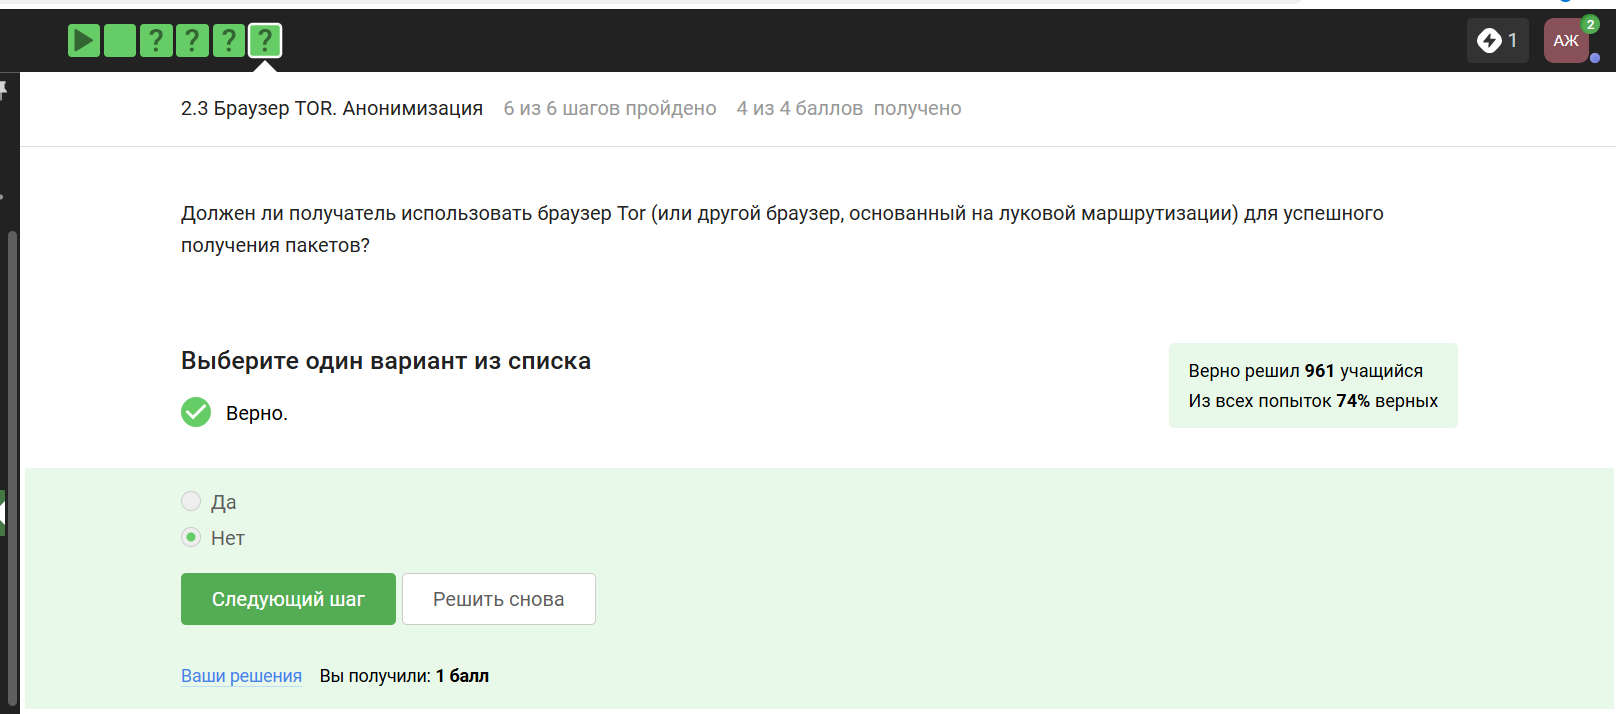 ? ? ? ?
1
АЖ
2
2.3 Браузер TOR. Анонимизация 6 из 6 шагов пройдено 4 из 4 баллов получено
Должен ли получатель использовать браузер Tor (или другой браузер, основанный на луковой маршрутизации) для успешного
получения пакетов?
Выберите один вариант из списка
Верно.
Верно решил 961 учащийся
Из всех попыток 74% верных
Да
Нет
Следующий шаг
Решить снова
Ваши решения Вы получили: 1 балл